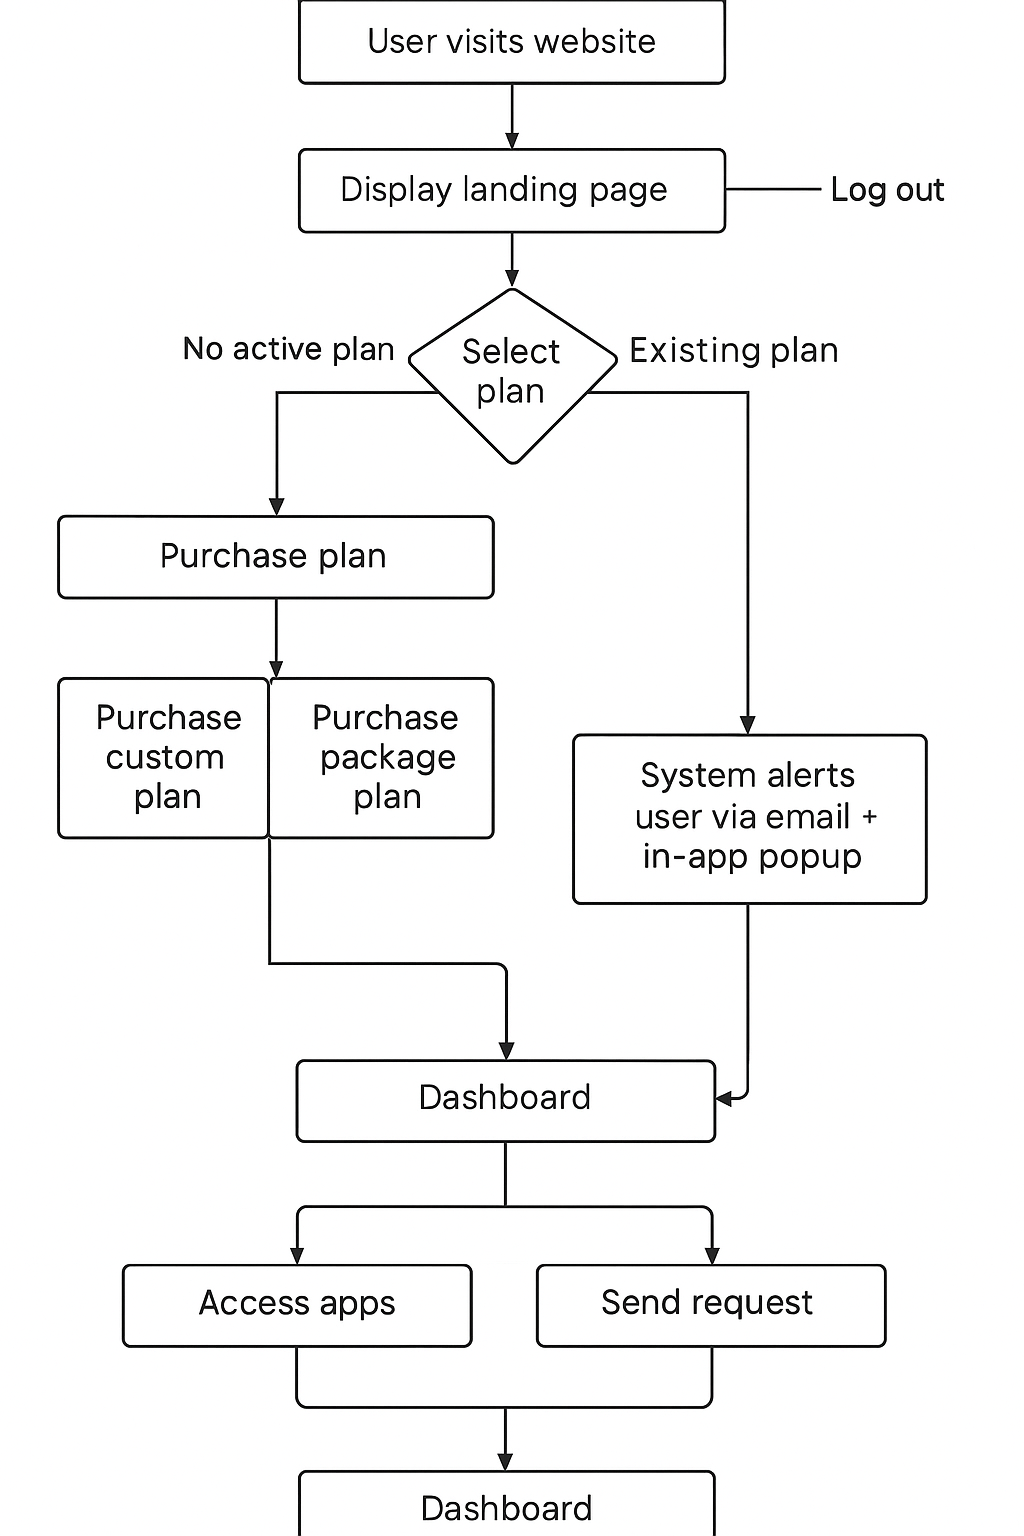 User visits website
Display landing page
Log out
No active plan
Select
plan
Existing plan
Purchase plan
Purchase
custom
plan
Purchase
package
plan
System alerts
user via email +
in-app popup
Dashboard
Access apps
Send request
Dashboard